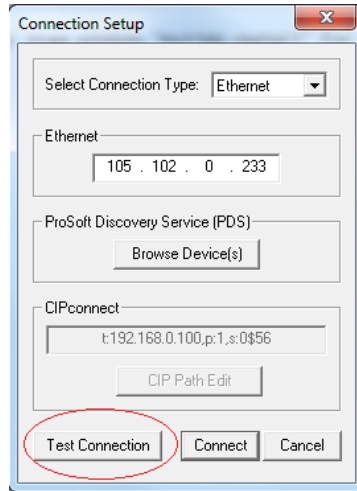 Connection Setup
Select Connection Type: Ethernet
Ethernet
105 . 102 . 0 . 233
ProSoft Discovery Service (PDS)
Browse Device(s)
CIPconnect
t:192.168.0.100,p:1,s:0$56
CIP Path Edit
Test Connection Connect Cancel